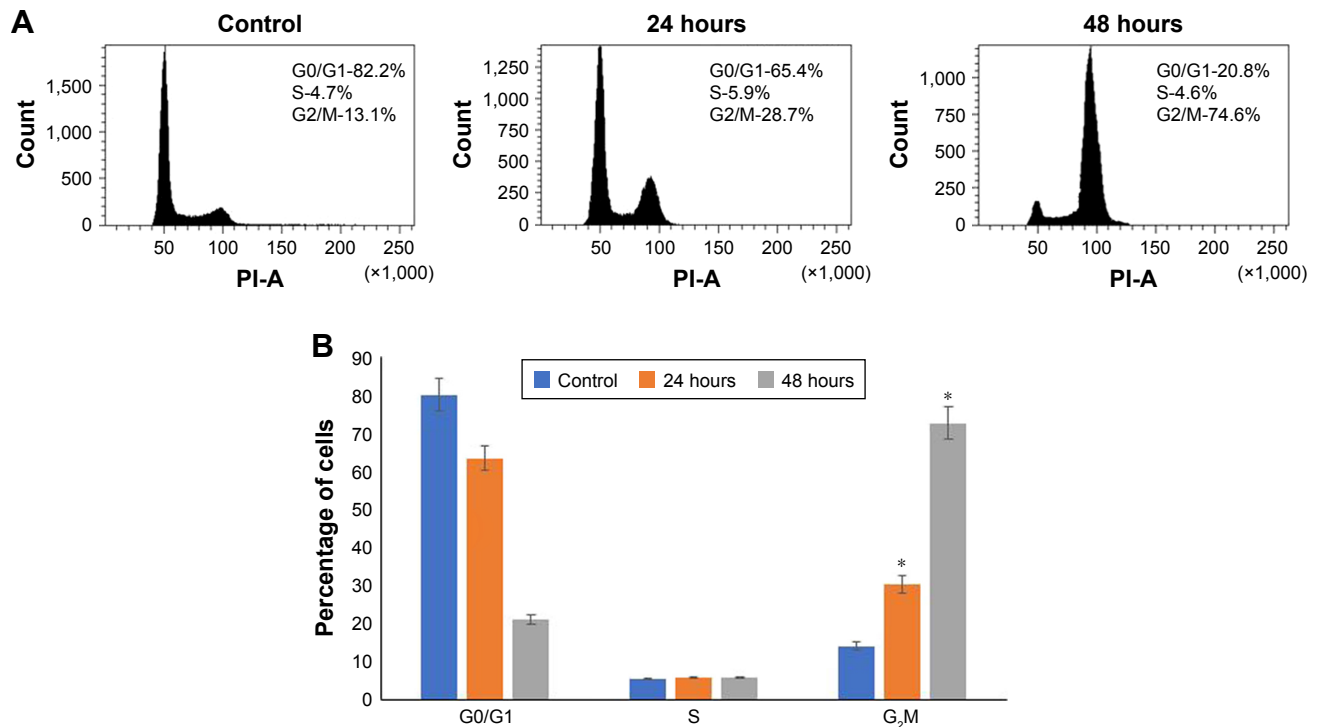 A
Control
24 hours
48 hours
Count
1,500
1,000
500
0
G0/G1-82.2%
S-4.7%
G2/M-13.1%
50 100 150 200 250
PI-A
(×1,000)
Count
1,250
1,000
750
500
250
0
G0/G1-65.4%
S-5.9%
G2/M-28.7%
50 100 150 200 250
PI-A
(×1,000)
Count
1,000
750
500
250
0
G0/G1-20.8%
S-4.6%
G2/M-74.6%
50 100 150 200 250
PI-A
(×1,000)
B
Percentage of cells
90
80
70
60
50
40
30
20
10
0
Control 24 hours 48 hours
*
*
G0/G1 S G₂M